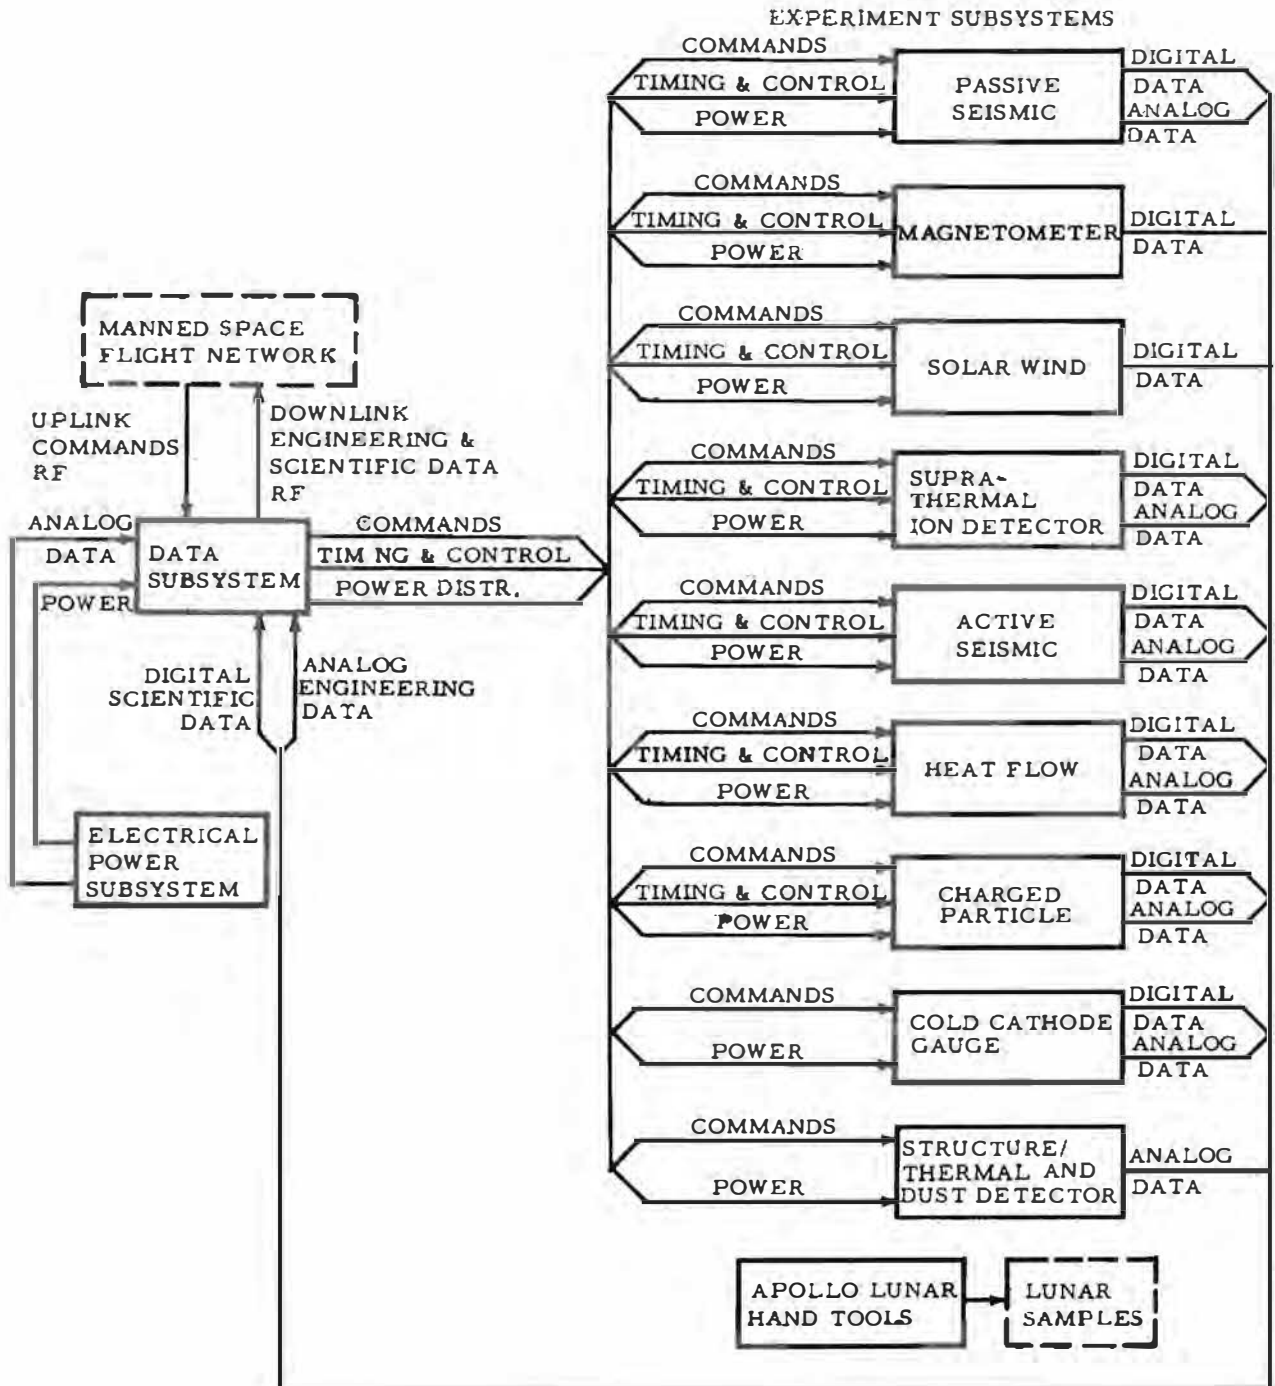 EXPERIMENT SUBSYSTEMS
COMMANDS
TIMING & CONTROL
POWER
PASSIVE
SEISMIC
DIGITAL
DATA
ANALOG
DATA
COMMANDS
TIMING & CONTROL
POWER
MAGNETOMETER
DIGITAL
DATA
COMMANDS
TIMING & CONTROL
POWER
SOLAR WIND
DIGITAL
DATA
MANNED SPACE
FLIGHT NETWORK
UPLINK
COMMANDS
RF
DOWNLINK
ENGINEERING &
SCIENTIFIC DATA
RF
COMMANDS
TIMING & CONTROL
POWER
SUPRA-
THERMAL
ION DETECTOR
DIGITAL
DATA
ANALOG
DATA
ANALOG
DATA
POWER
DATA
SUBSYSTEM
COMMANDS
TIM NG & CONTROL
POWER DISTR.
COMMANDS
TIMING & CONTROL
POWER
ACTIVE
SEISMIC
DIGITAL
DATA
ANALOG
DATA
DIGITAL
SCIENTIFIC
DATA
ANALOG
ENGINEERING
DATA
COMMANDS
TIMING & CONTROL
POWER
HEAT FLOW
DIGITAL
DATA
ANALOG
DATA
ELECTRICAL
POWER
SUBSYSTEM
COMMANDS
TIMING & CONTROL
POWER
CHARGED
PARTICLE
DIGITAL
DATA
ANALOG
DATA
COMMANDS
POWER
COLD CATHODE
GAUGE
DIGITAL
DATA
ANALOG
DATA
COMMANDS
POWER
STRUCTURE/
THERMAL AND
DUST DETECTOR
ANALOG
DATA
APOLLO LUNAR
HAND TOOLS
LUNAR
SAMPLES